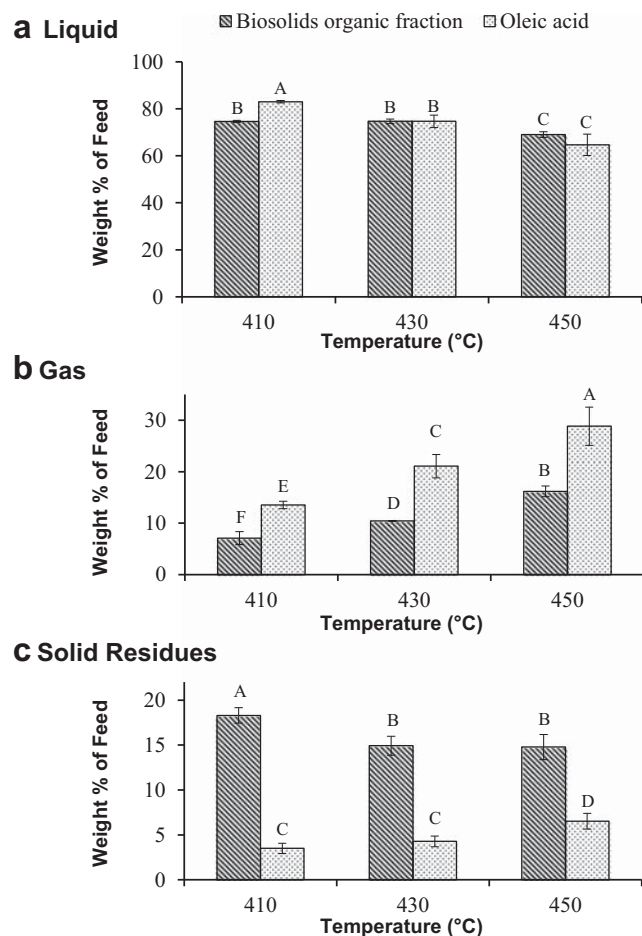 a Liquid
Biosolids organic fraction Oleic acid
Weight % of Feed
100
80
60
40
20
0
B A B B C C
410 430 450
Temperature (°C)
b Gas
Weight % of Feed
30
20
10
0
F E D C B A
410 430 450
Temperature (°C)
c Solid Residues
Weight % of Feed
20
15
10
5
0
A C B C B D
410 430 450
Temperature (°C)